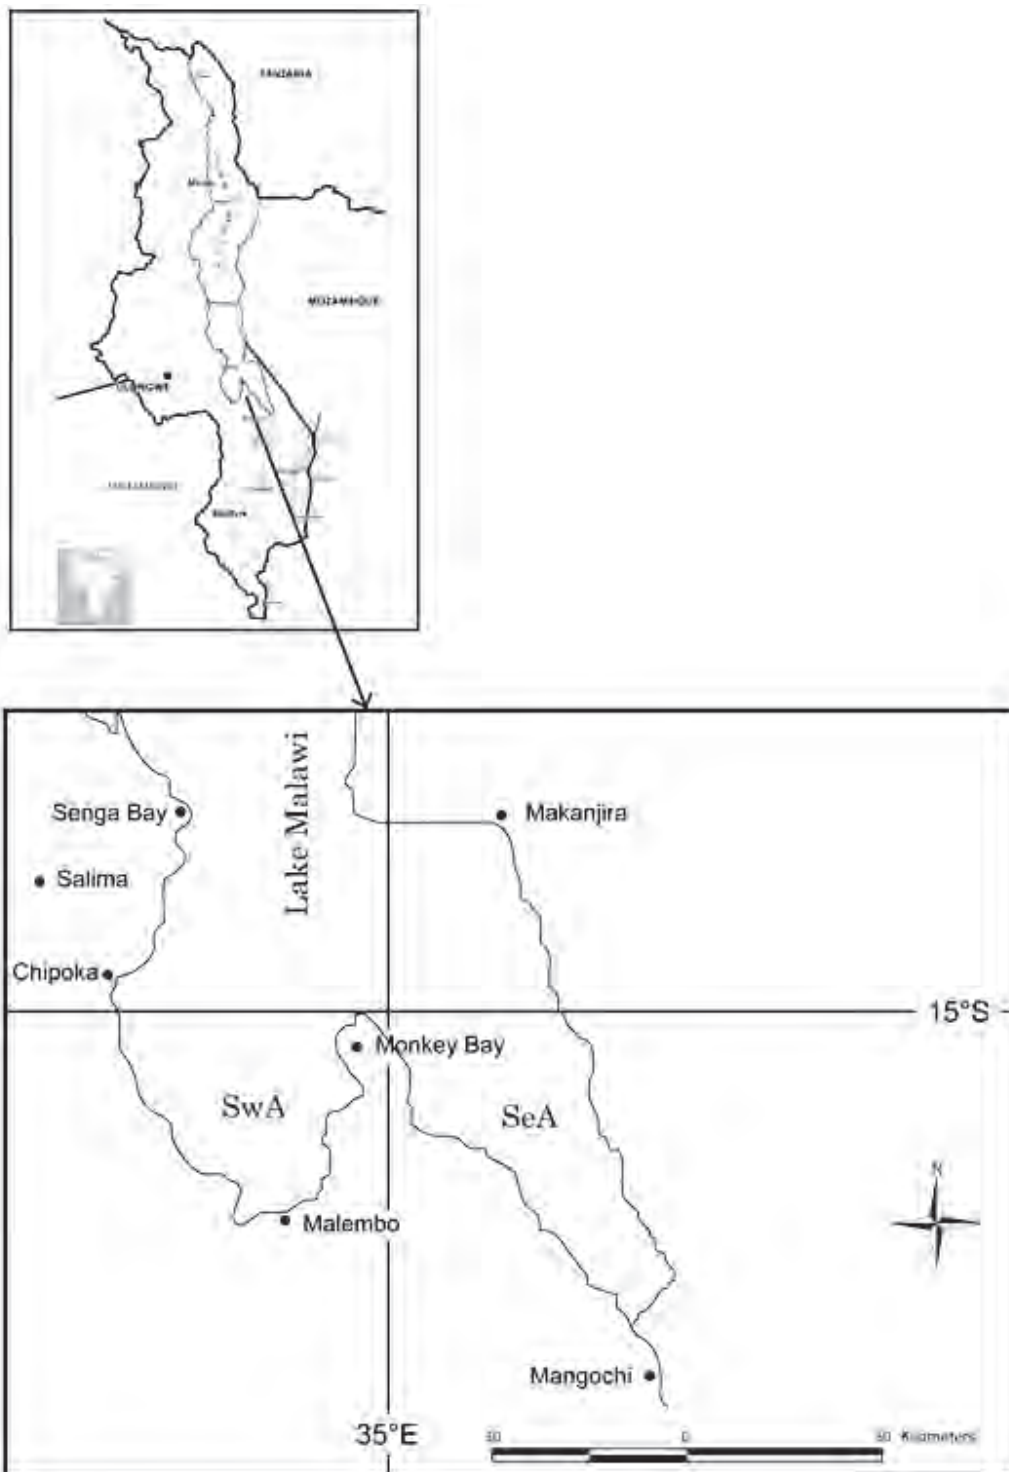 TANZANIA
MOZAMBIQUE
LILONGWE
Lake Malawi
Senga Bay
Makanjira
Salima
Chipoka
15°S
Monkey Bay
SwA
SeA
N
Malembo
Mangochi
35°E
0
Kilometers